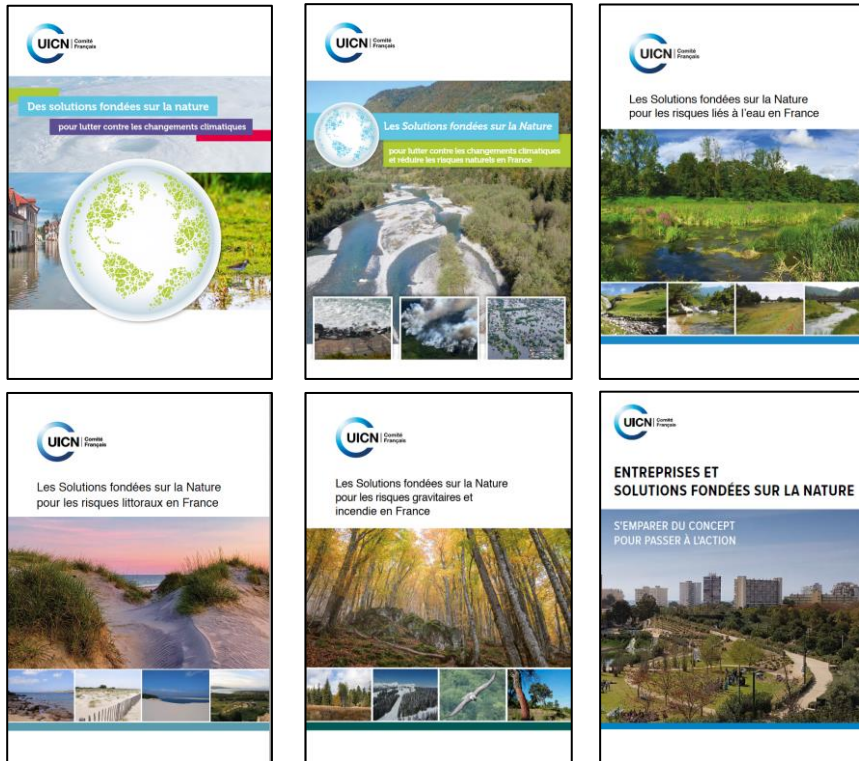 UICN
Comité
Français
Des solutions fondées sur la nature
pour lutter contre les changements climatiques
UICN
Comité
Français
Les Solutions fondées sur la Nature
pour lutter contre les changements climatiques
et réduire les risques naturels en France
UICN
Comité
Français
Les Solutions fondées sur la Nature
pour les risques liés à l'eau en France
UICN
Comité
Français
Les Solutions fondées sur la Nature
pour les risques littoraux en France
UICN
Comité
Français
Les Solutions fondées sur la Nature
pour les risques gravitaires et
incendie en France
UICN
Comité
Français
ENTREPRISES ET
SOLUTIONS FONDÉES SUR LA NATURE
S'EMPARER DU CONCEPT
POUR PASSER À L'ACTION